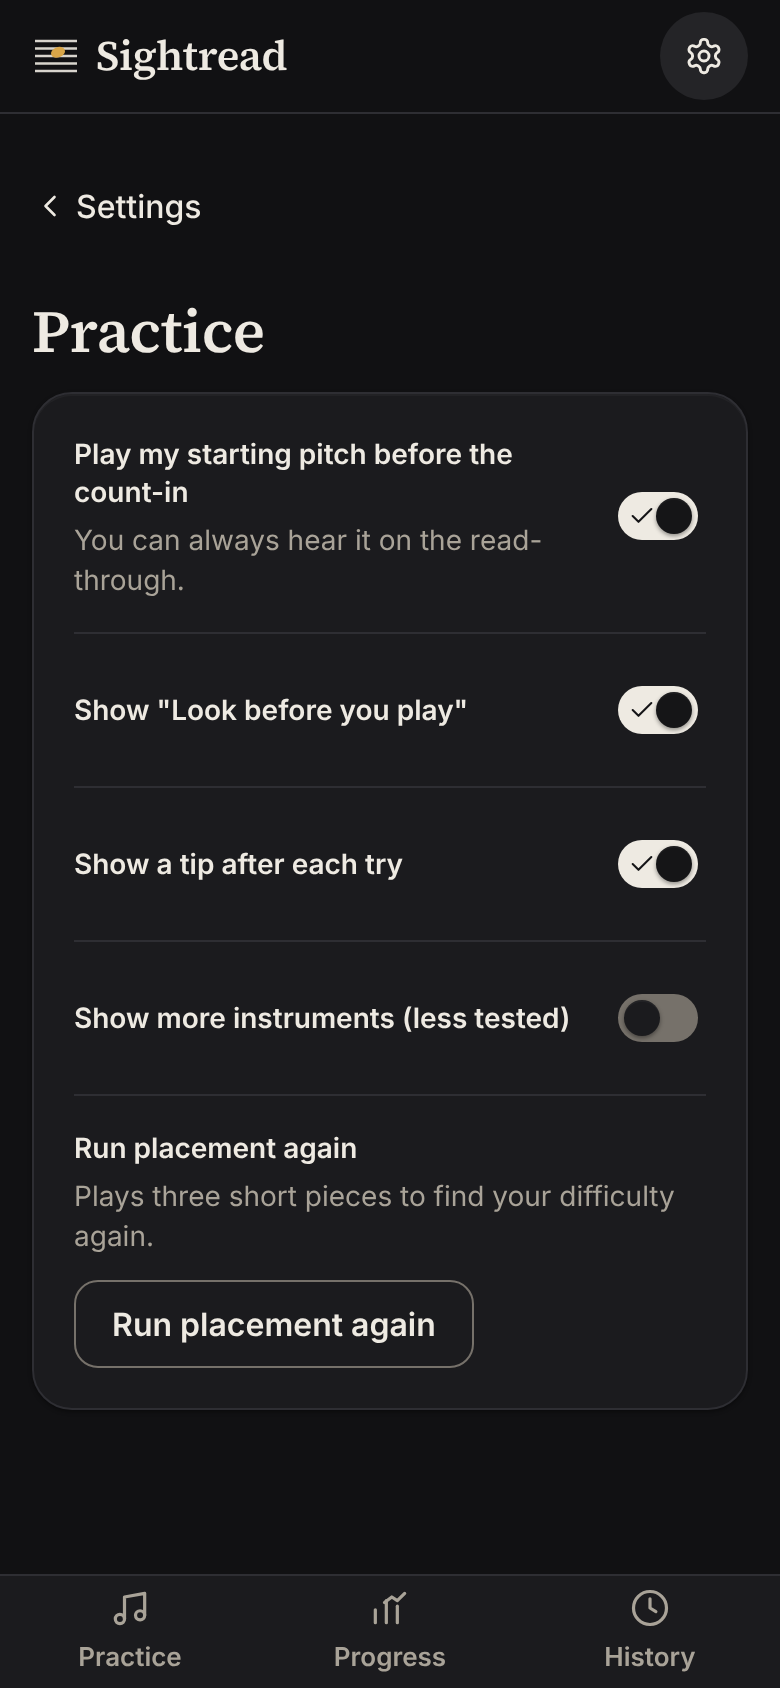 Sightread
Settings
Practice
Play my starting pitch before the
count-in
You can always hear it on the read-
through.
Show "Look before you play"
Show a tip after each try
Show more instruments (less tested)
Run placement again
Plays three short pieces to find your difficulty
again.
Run placement again
Practice
Progress
History